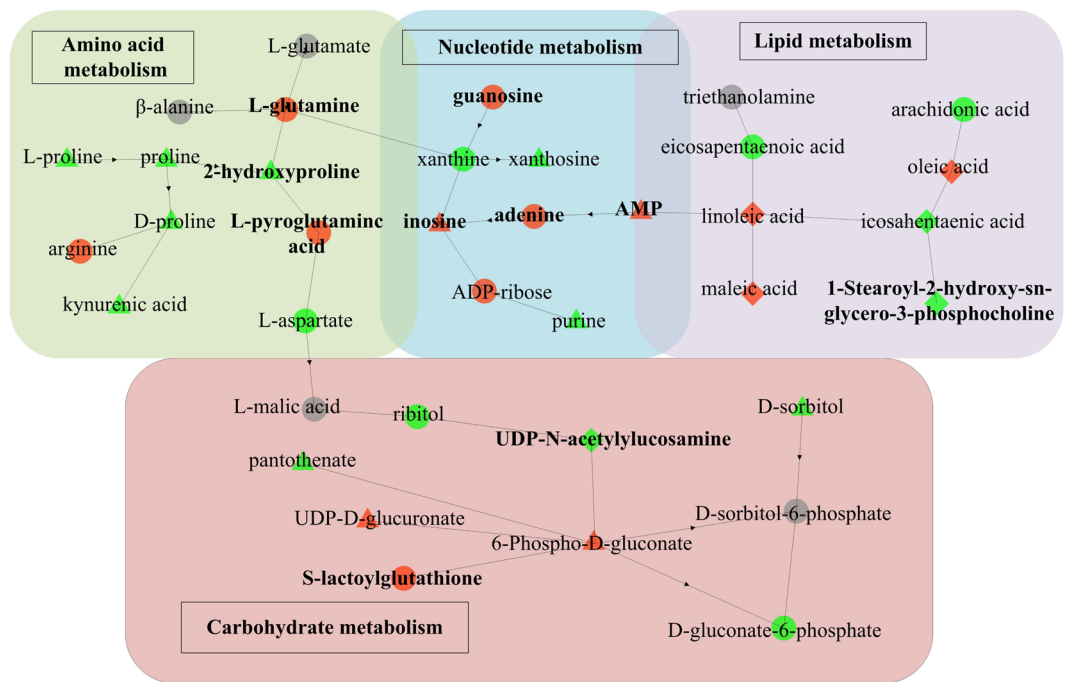 Amino acid
metabolism
L-glutamate
β-alanine
L-glutamine
L-proline
proline
2-hydroxyproline
D-proline
L-pyroglutaminc
acid
arginine
kynurenic acid
L-aspartate
Nucleotide metabolism
guanosine
xanthine
xanthosine
inosine
adenine
AMP
ADP-ribose
purine
Lipid metabolism
triethanolamine
arachidonic acid
eicosapentaenoic acid
oleic acid
linoleic acid
icosahentaenic acid
maleic acid
1-Stearoyl-2-hydroxy-sn-
glycero-3-phosphocholine
L-malic acid
ribitol
D-sorbitol
UDP-N-acetylylucosamine
pantothenate
UDP-D-glucuronate
D-sorbitol-6-phosphate
6-Phospho-D-gluconate
S-lactoylglutathione
Carbohydrate metabolism
D-gluconate-6-phosphate